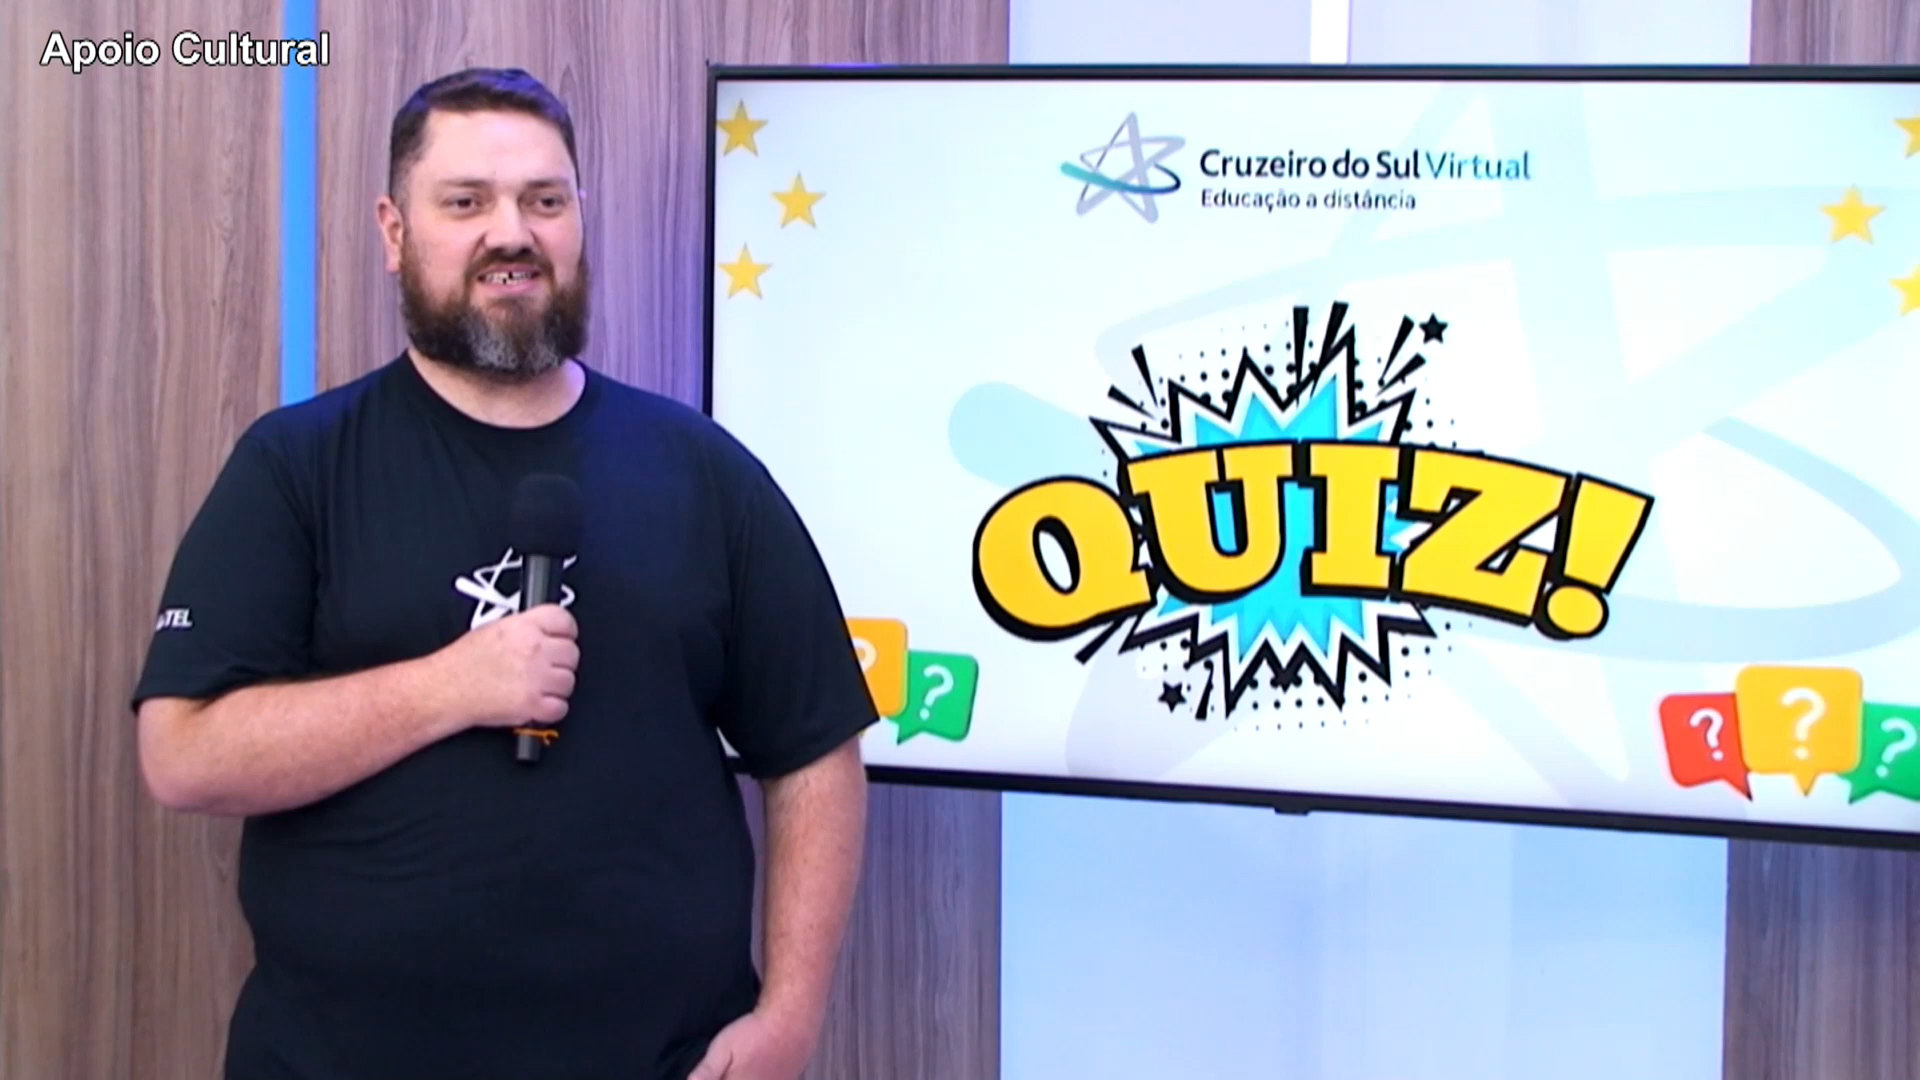 Apoio Cultural
Cruzeiro do Sul Virtual
Educação a distância
QUIZ!
?
?
?
?
?